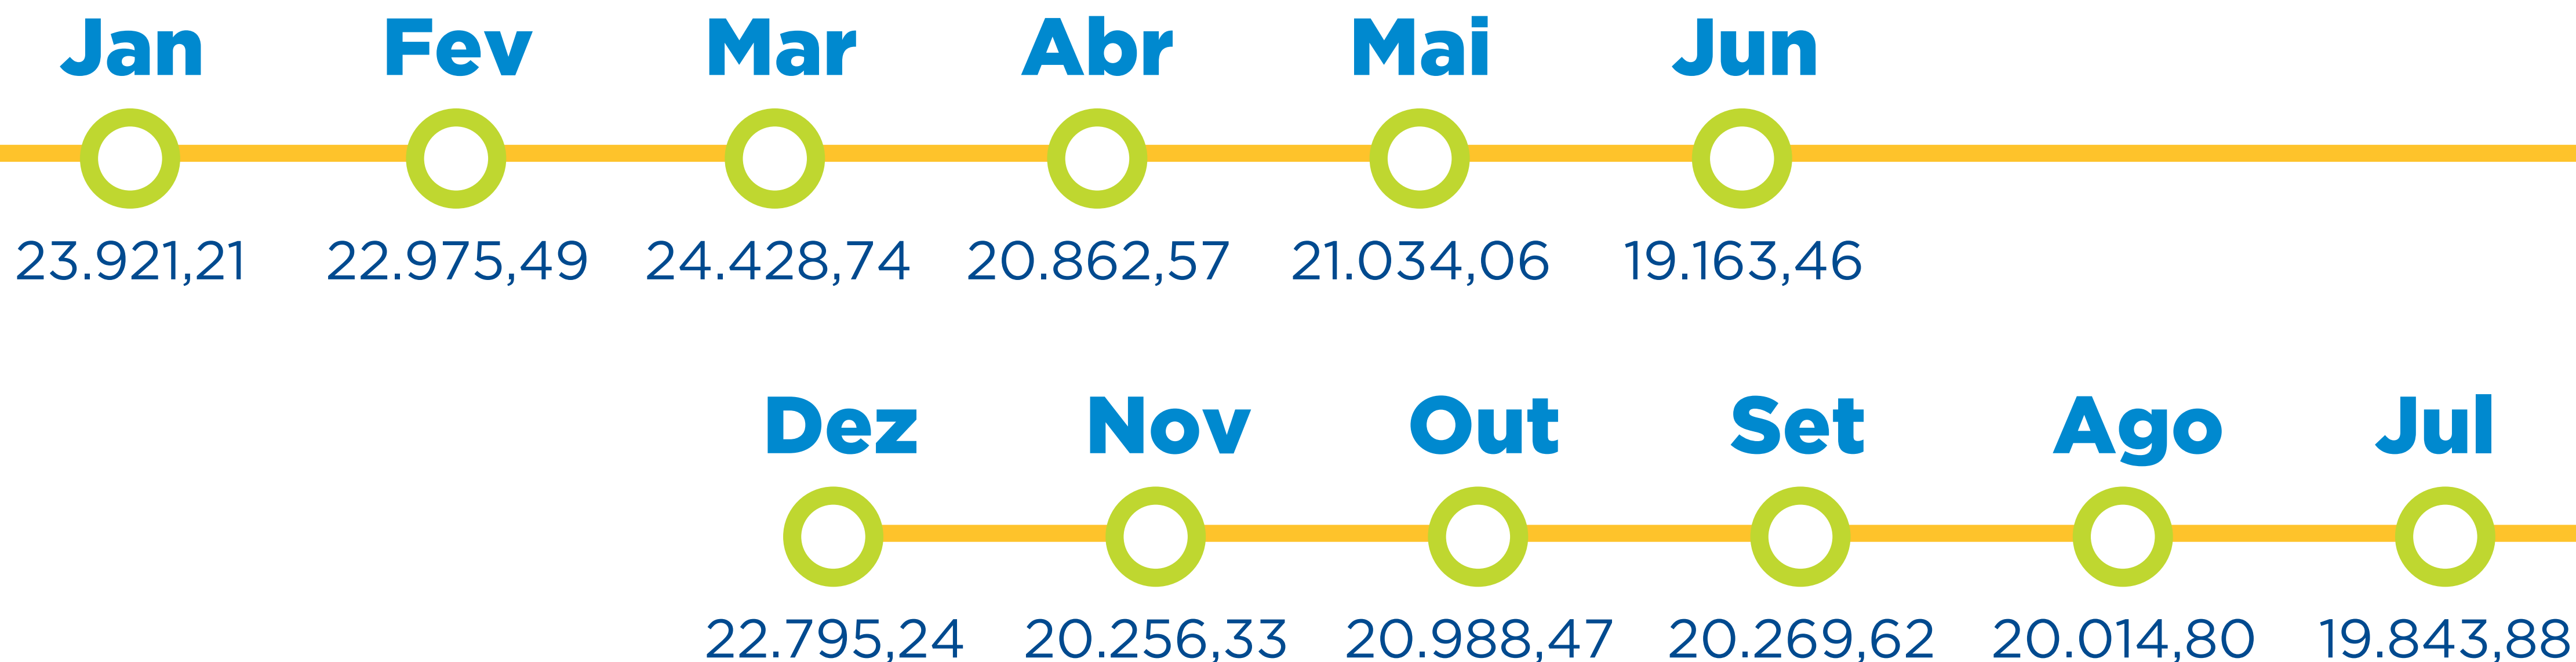 Jan Fev Mar Abr Mai Jun
23.921,21 22.975,49 24.428,74 20.862,57 21.034,06 19.163,46
Dez Nov Out Set Ago Jul
22.795,24 20.256,33 20.988,47 20.269,62 20.014,80 19.843,88